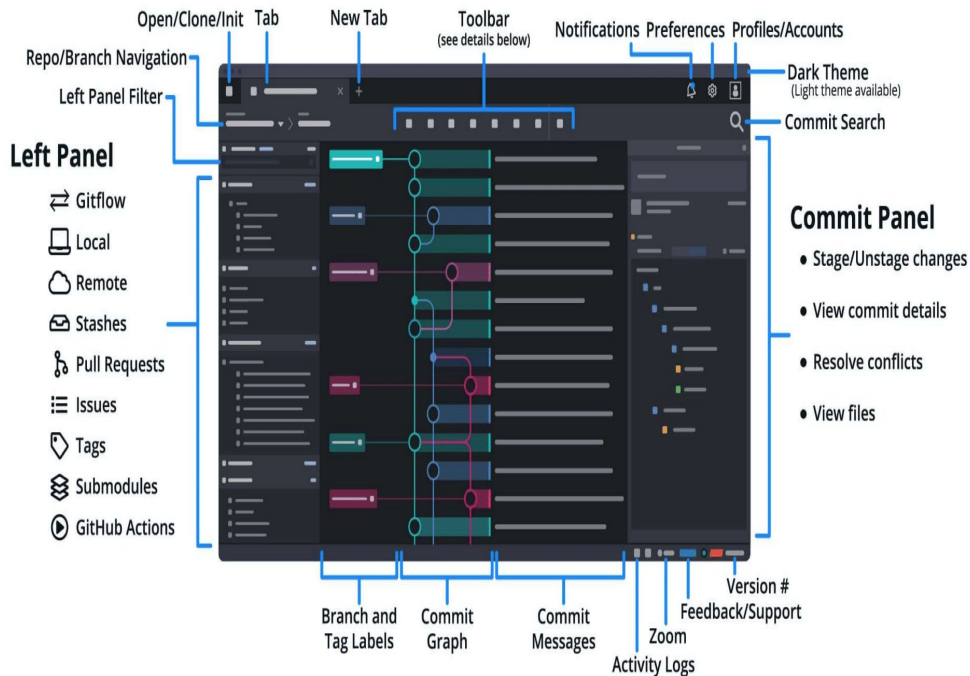 Open/Clone/Init
Tab
New Tab
Toolbar
(see details below)
Notifications
Preferences
Profiles/Accounts
Repo/Branch Navigation
Dark Theme
(Light theme available)
Left Panel Filter
Commit Search
Left Panel
Gitflow
Local
Remote
Stashes
Pull Requests
Issues
Tags
Submodules
GitHub Actions
Commit Panel
• Stage/Unstage changes
• View commit details
• Resolve conflicts
• View files
Branch and
Tag Labels
Commit
Graph
Commit
Messages
Version #
Feedback/Support
Zoom
Activity Logs